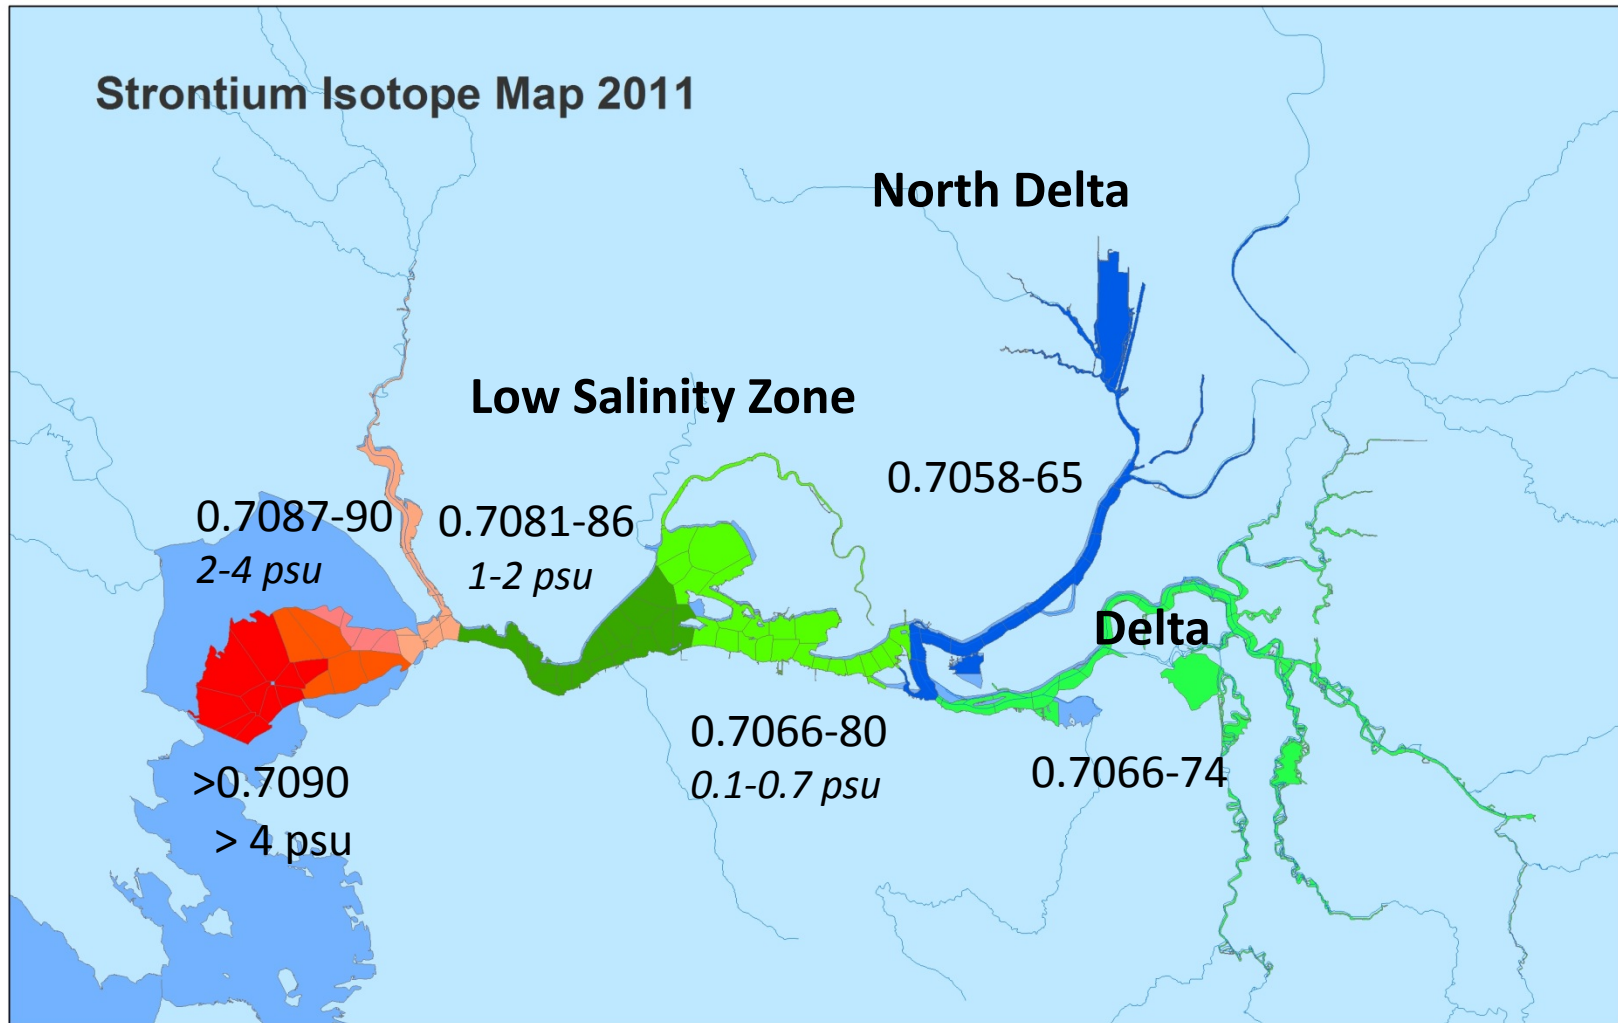 Strontium Isotope Map 2011
North Delta
Low Salinity Zone
0.7058-65
0.7087-90
2-4 psu
0.7081-86
1-2 psu
Delta
0.7066-80
0.1-0.7 psu
0.7066-74
>0.7090
> 4 psu